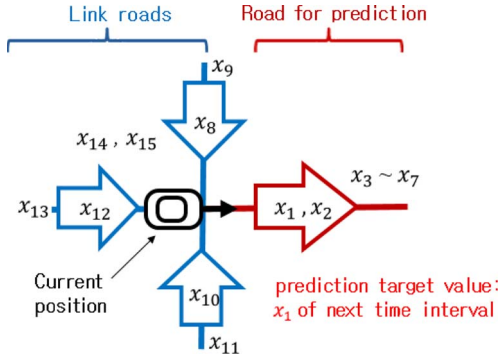 Link roads
Road for prediction
x₉
x₈
x₁₄ , x₁₅
x₃ ~ x₇
x₁₃
x₁₂
x₁ , x₂
Current
position
x₁₀
x₁₁
prediction target value:
x₁ of next time interval